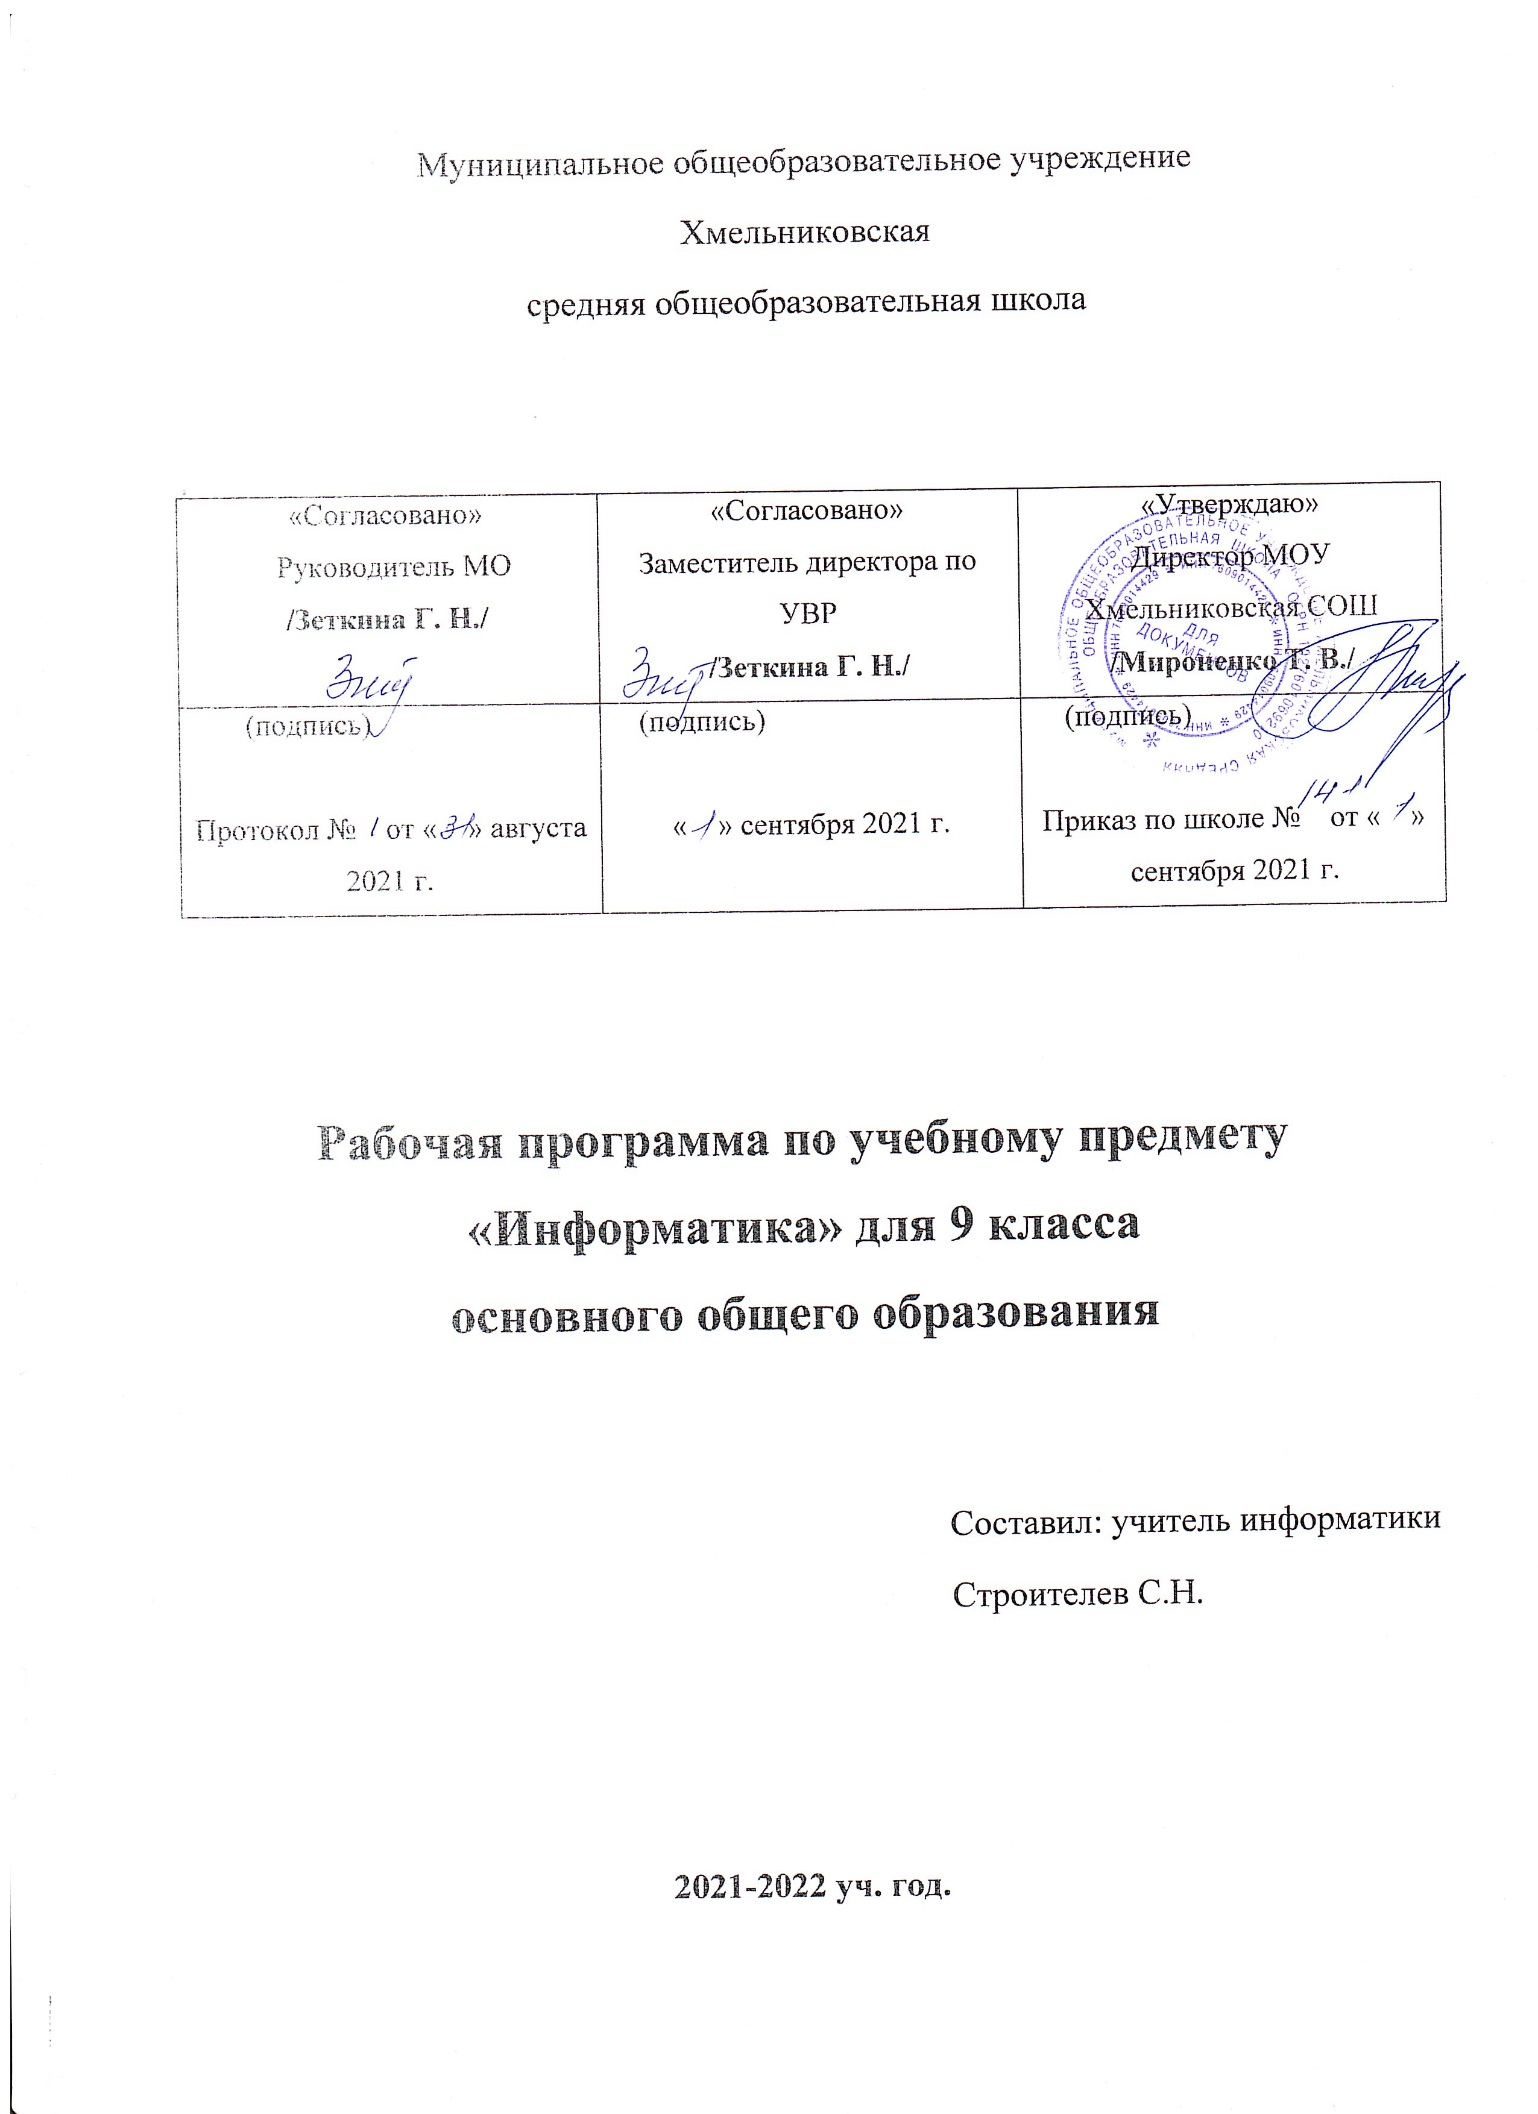 Муниципальное общеобразовательное учреждение
Хмельниковская
средняя общеобразовательная школа
«Согласовано»
Руководитель МО
/Зеткина Г. Н./
(подпись)
Протокол № 1 от «31» августа
2021 г.
«Согласовано»
Заместитель директора по
УВР
/Зеткина Г. Н./
(подпись)
«1» сентября 2021 г.
«Утверждаю»
Директор МОУ
Хмельниковская СОШ
/Мироненко Т. В./
(подпись)
Приказ по школе № от «1»
сентября 2021 г.
ДЛЯ
ДОКУМЕНТОВ
Рабочая программа по учебному предмету
«Информатика» для 9 класса
основного общего образования
Составил: учитель информатики
Строителев С.Н.
2021-2022 уч. год.